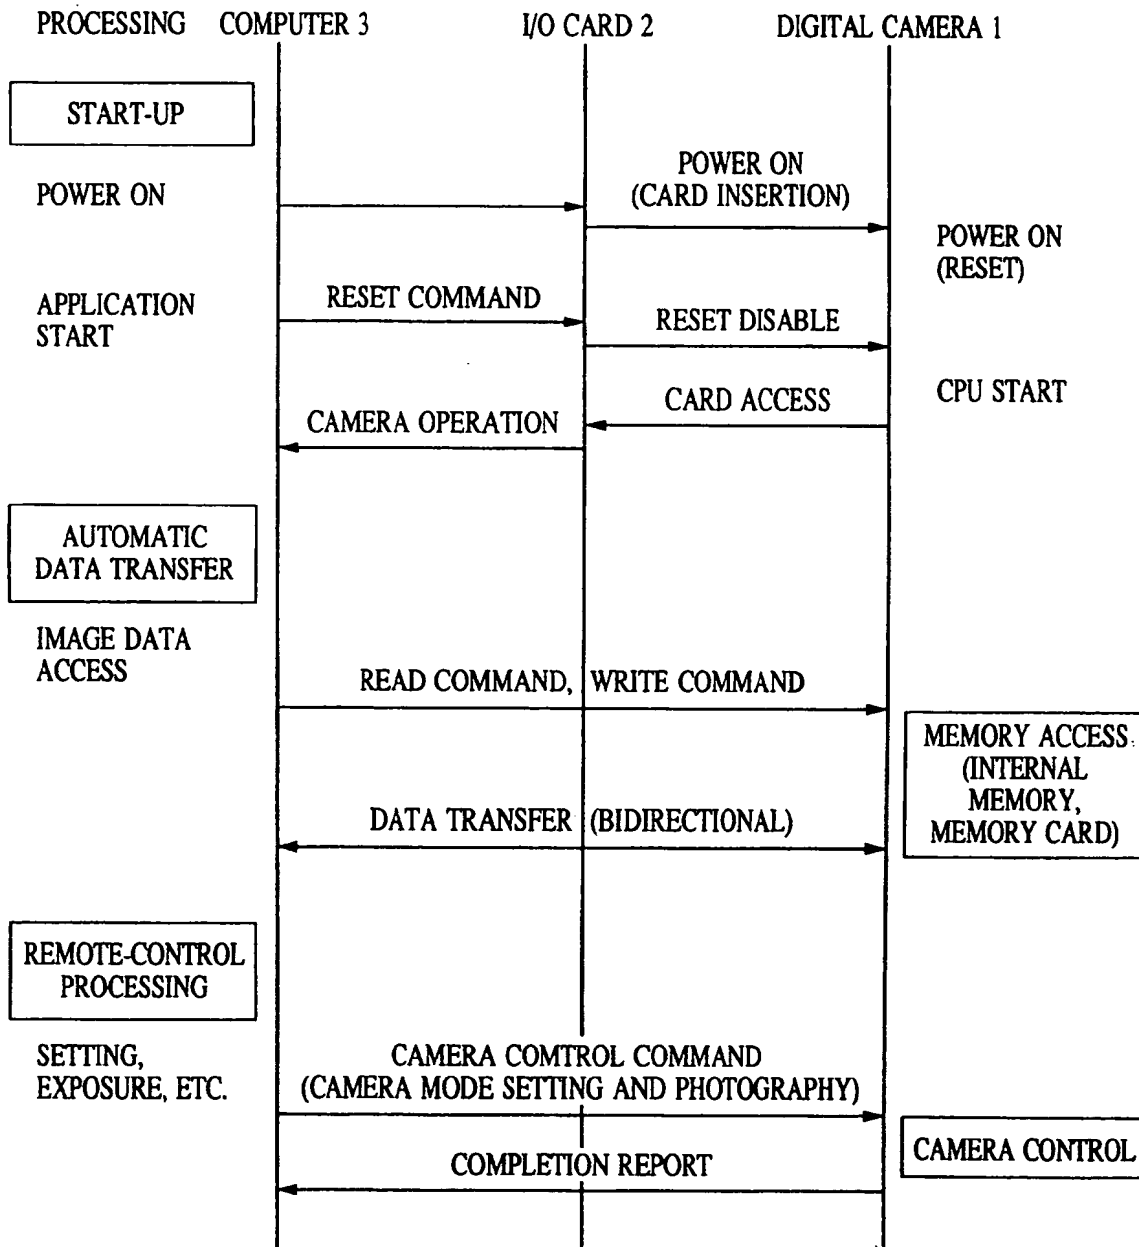 PROCESSING COMPUTER 3 I/O CARD 2 DIGITAL CAMERA 1
START-UP
POWER ON
POWER ON
(CARD INSERTION)
POWER ON
(RESET)
APPLICATION
START
RESET COMMAND
RESET DISABLE
CPU START
CARD ACCESS
CAMERA OPERATION
AUTOMATIC
DATA TRANSFER
IMAGE DATA
ACCESS
READ COMMAND, WRITE COMMAND
MEMORY ACCESS
(INTERNAL
MEMORY,
MEMORY CARD)
DATA TRANSFER (BIDIRECTIONAL)
REMOTE-CONTROL
PROCESSING
SETTING,
EXPOSURE, ETC.
CAMERA COMTROL COMMAND
(CAMERA MODE SETTING AND PHOTOGRAPHY)
CAMERA CONTROL
COMPLETION REPORT